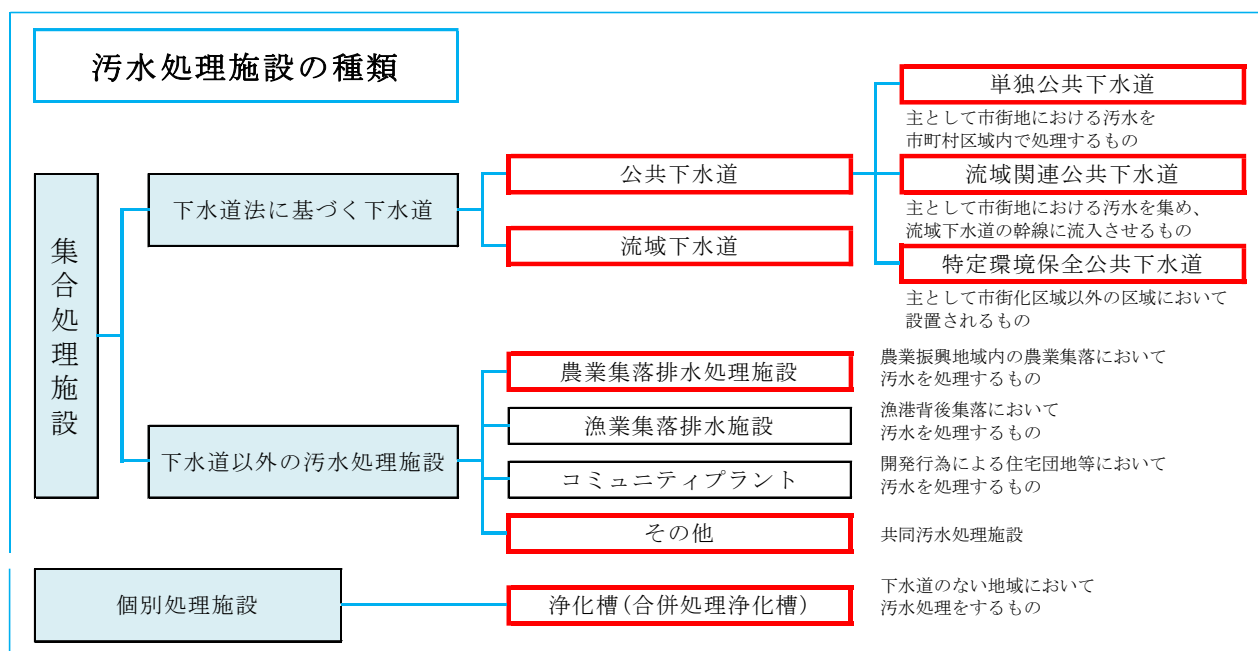 汚水処理施設の種類
集合処理施設
下水道法に基づく下水道
公共下水道
単独公共下水道
主として市街地における汚水を
市町村区域内で処理するもの
流域関連公共下水道
主として市街地における汚水を集め、
流域下水道の幹線に流入させるもの
特定環境保全公共下水道
主として市街化区域以外の区域において
設置されるもの
流域下水道
下水道以外の汚水処理施設
農業集落排水処理施設
農業振興地域内の農業集落において
汚水を処理するもの
漁業集落排水施設
漁港背後集落において
汚水を処理するもの
コミュニティプラント
開発行為による住宅団地等において
汚水を処理するもの
その他
共同汚水処理施設
個別処理施設
浄化槽(合併処理浄化槽)
下水道のない地域において
汚水処理をするもの